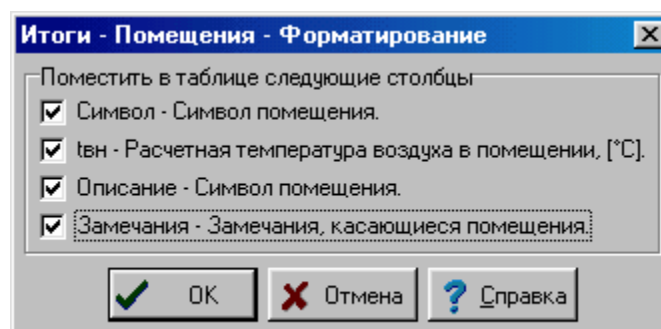 Итоги - Помещения - Форматирование
Поместить в таблице следующие столбцы
Символ - Символ помещения.
tвн - Расчетная температура воздуха в помещении, [°C].
Описание - Символ помещения.
Замечания - Замечания, касающиеся помещения.
OK Отмена Справка